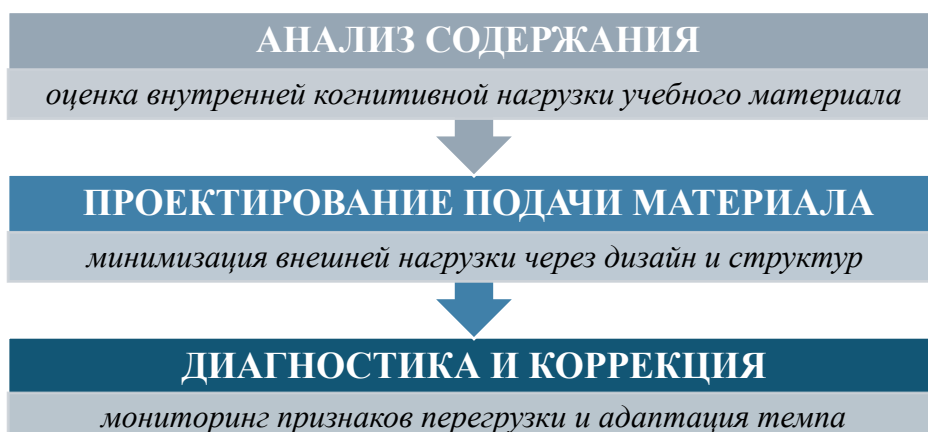 АНАЛИЗ СОДЕРЖАНИЯ
оценка внутренней когнитивной нагрузки учебного материала
ПРОЕКТИРОВАНИЕ ПОДАЧИ МАТЕРИАЛА
минимизация внешней нагрузки через дизайн и структур
ДИАГНОСТИКА И КОРРЕКЦИЯ
мониторинг признаков перегрузки и адаптация темпа